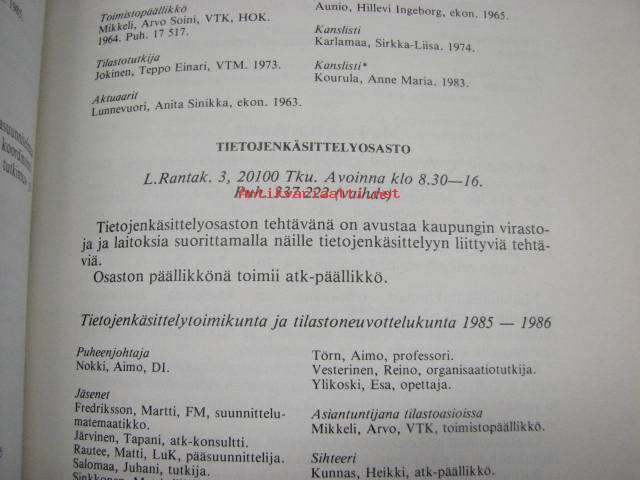 Toimistopäällikkö
Mikkeli, Arvo Soini, VTK, HOK.
1964. Puh. 17 517.
Tilastotutkija
Jokinen, Teppo Einari, VTM. 1973.
Aktuaarit
Lunnevuori, Anita Sinikka, ekon. 1963.
Aunio, Hillevi Ingeborg, ekon. 1965.
Kanslisti
Karlamaa, Sirkka-Liisa. 1974.
Kanslisti*
Kourula, Anne Maria. 1983.
TIETOJENKÄSITTELYOSASTO
L.Rantak. 3, 20100 Tku. Avoinna klo 8.30—16.
Puh. 337 222 (vaihde)
Tietojenkäsittelyosaston tehtävänä on avustaa kaupungin virasto-
ja ja laitoksia suorittamalla näille tietojenkäsittelyyn liittyviä tehtä-
viä.
Osaston päällikkönä toimii atk-päällikkö.
Tietojenkäsittelytoimikunta ja tilastoneuvottelukunta 1985 — 1986
Puheenjohtaja
Nokki, Aimo, DI.
Jäsenet
Fredriksson, Martti, FM, suunnittelu-
matemaatikko.
Järvinen, Tapani, atk-konsultti.
Rautee, Matti, LuK, pääsuunnittelija.
Salomaa, Juhani, tutkija.
Törn, Aimo, professori.
Vesterinen, Reino, organisaatiotutkija.
Ylikoski, Esa, opettaja.
Asiantuntijana tilastoasioissa
Mikkeli, Arvo, VTK, toimistopäällikkö.
Sihteeri
Kunnas, Heikki, atk-päällikkö.